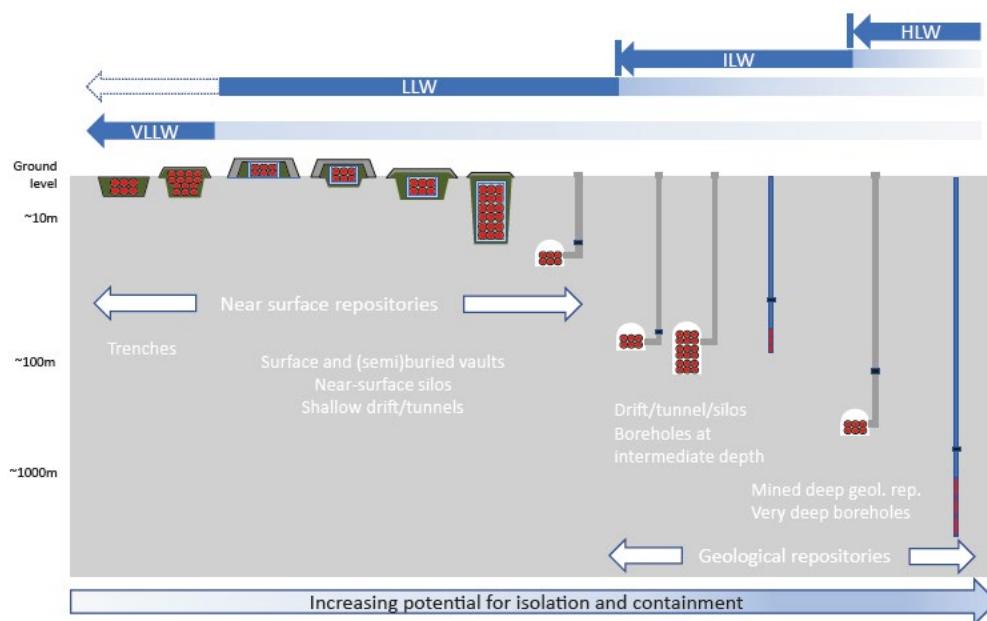 HLW
ILW
LLW
VLLW
Ground
level
~10m
Near surface repositories
Trenches
~100m
Surface and (semi)buried vaults
Near-surface silos
Shallow drift/tunnels
Drift/tunnel/silos
Boreholes at
intermediate depth
~1000m
Mined deep geol. rep.
Very deep boreholes
Geological repositories
Increasing potential for isolation and containment